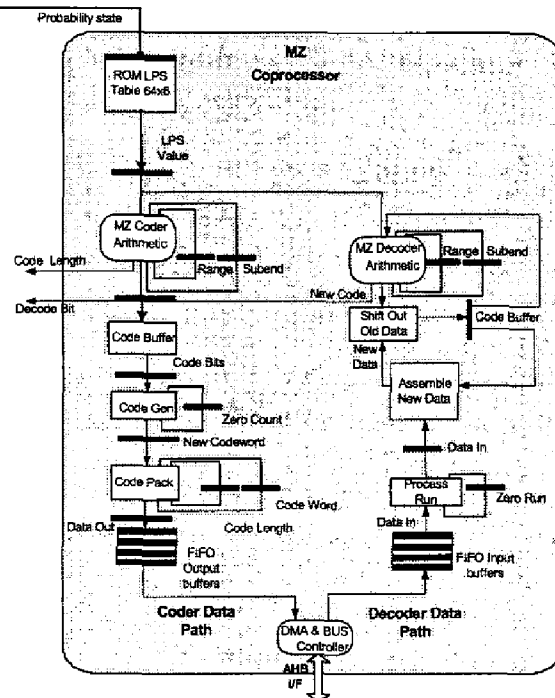 Probability state
MZ
Coprocessor
ROM LPS
Table 64x6
LPS
Value
MZ Coder
Arithmetic
Range Subend
Code Length
MZ Decoder
Arithmetic
Range Subend
Decode Bit
New Code
Shift Out
Old Data
Code Buffer
Code Buffer
New
Data
Code Bits
Assemble
New Data
Code Gen
Zero Count
New Codeword
Data In
Code Pack
Code Word
Code Length
Process
Run
Zero Run
Data Out
Data In
FiFO
Output
buffers
FiFO Input
buffers
Coder Data
Path
Decoder Data
Path
DMA & BUS
Controller
AHB
I/F